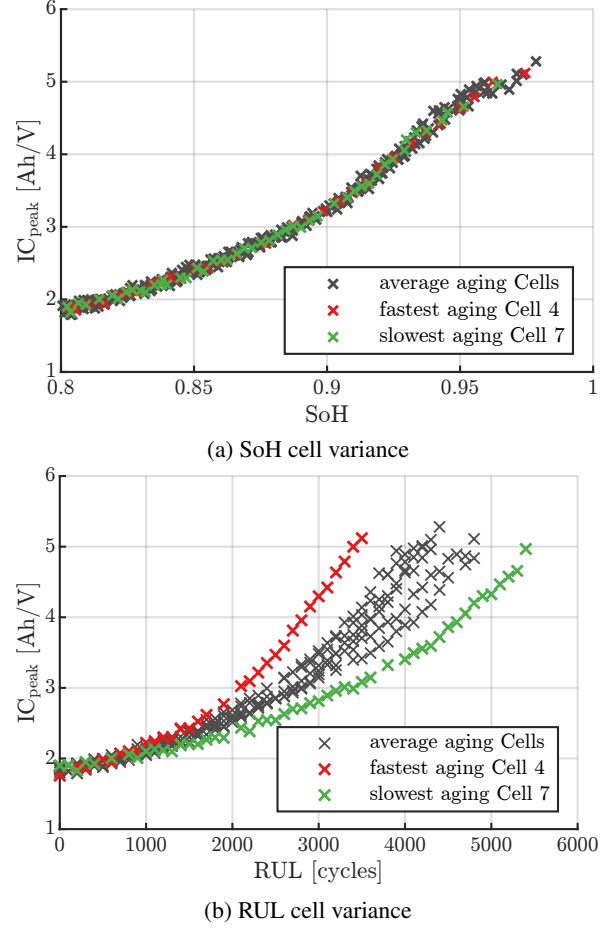 6
5
4
3
2
1
IC_peak [Ah/V]
average aging Cells
fastest aging Cell 4
slowest aging Cell 7
0.8
0.85
0.9
0.95
1
SoH
(a) SoH cell variance
6
5
4
3
2
1
IC_peak [Ah/V]
average aging Cells
fastest aging Cell 4
slowest aging Cell 7
0
1000
2000
3000
4000
5000
6000
RUL [cycles]
(b) RUL cell variance